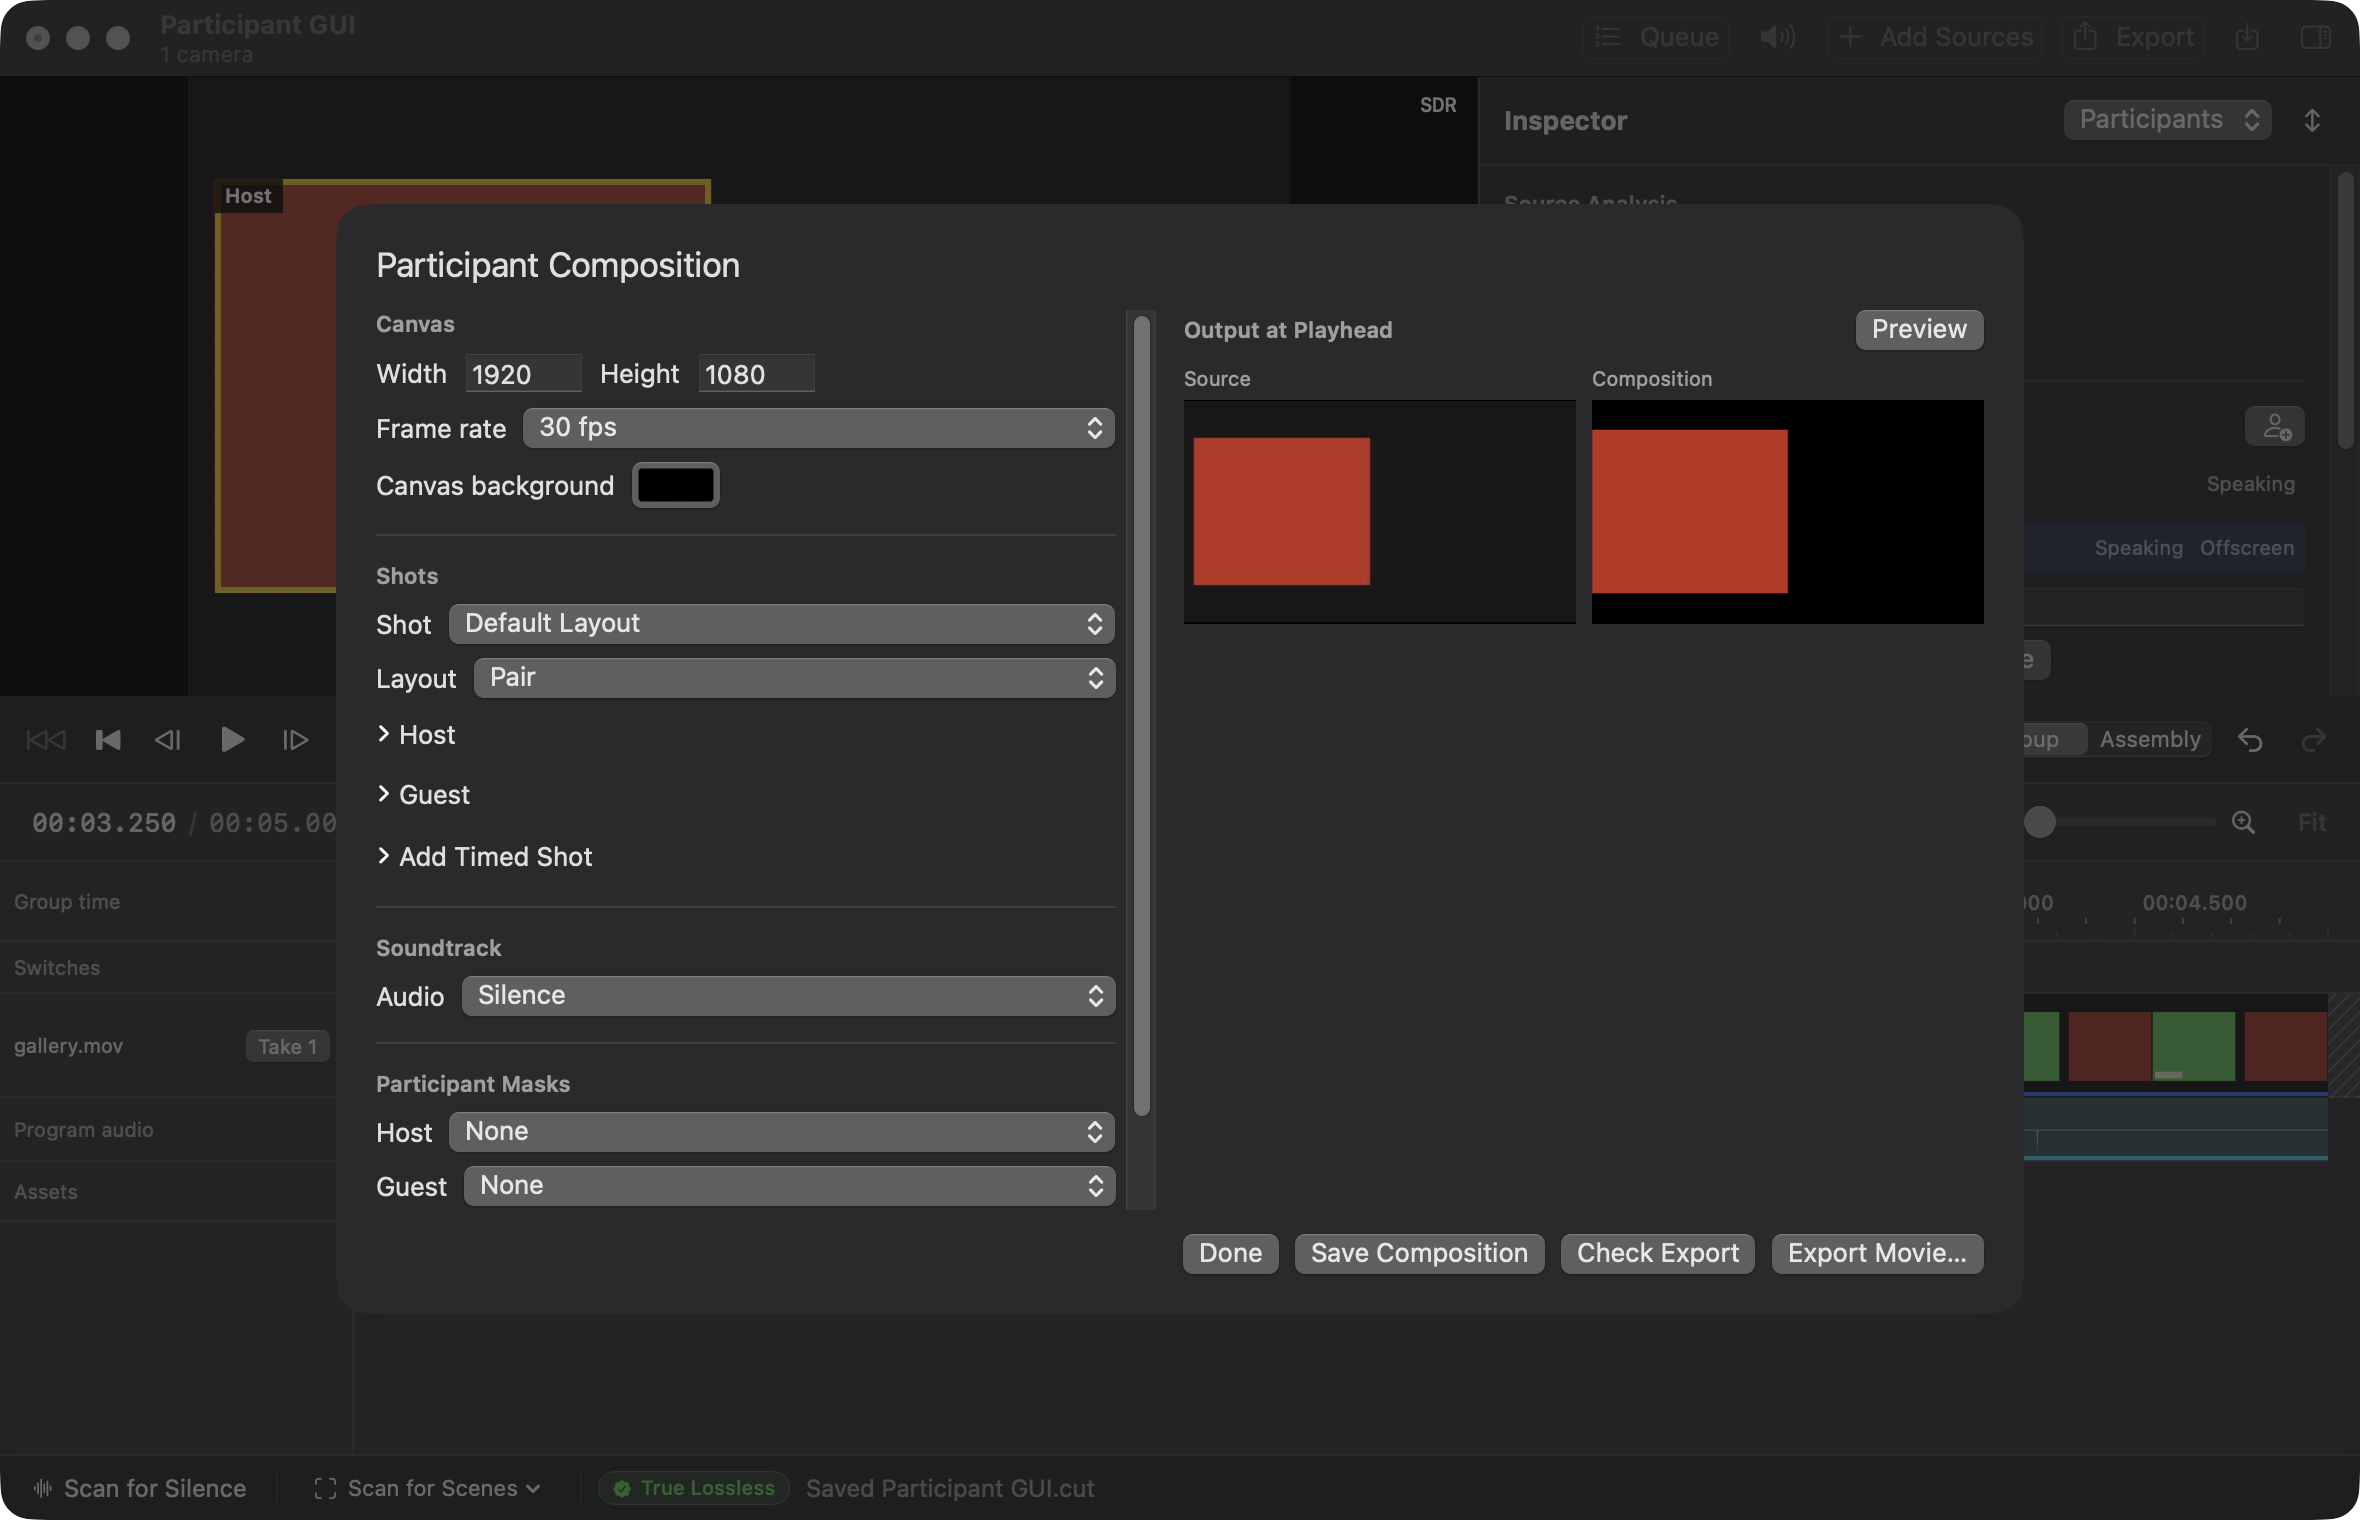 Participant GUI
1 camera
Queue
Add Sources
Export
SDR
Inspector
Participants
Host
Source Analysis
Participant Composition
Canvas
Width 1920 Height 1080
Frame rate 30 fps
Canvas background
Shots
Shot Default Layout
Layout Pair
Host
Guest
Add Timed Shot
Soundtrack
Audio Silence
Participant Masks
Host None
Guest None
Output at Playhead
Preview
Source
Composition
Done
Save Composition
Check Export
Export Movie...
Speaking
Speaking Offscreen
Assembly
00:03.250 / 00:05.00
Fit
Group time
00:04.500
Switches
gallery.mov
Take 1
Program audio
Assets
Scan for Silence
Scan for Scenes
True Lossless
Saved Participant GUI.cut